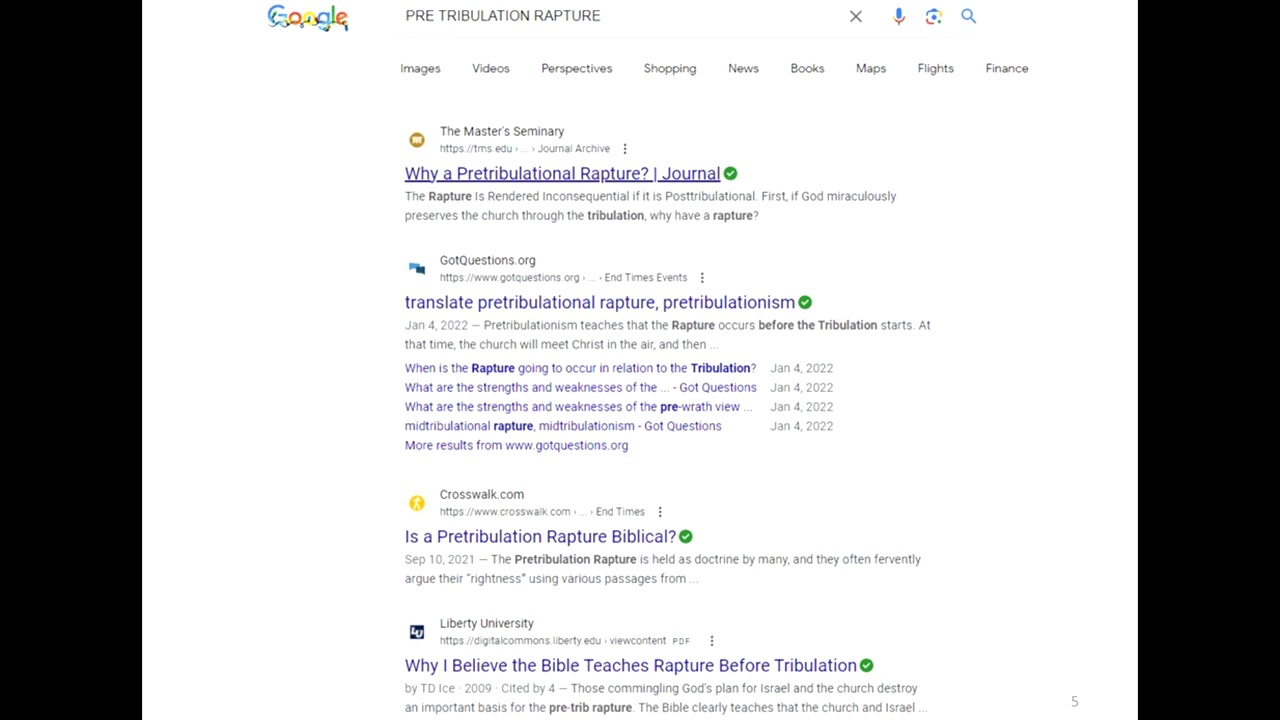 Google
PRE TRIBULATION RAPTURE
Images Videos Perspectives Shopping News Books Maps Flights Finance
The Master's Seminary
https://tms.edu › ... › Journal Archive
Why a Pretribulational Rapture? | Journal
The Rapture Is Rendered Inconsequential if it is Posttribulational. First, if God miraculously
preserves the church through the tribulation, why have a rapture?
GotQuestions.org
https://www.gotquestions.org › ... › End Times Events
translate pretribulational rapture, pretribulationism
Jan 4, 2022 — Pretribulationism teaches that the Rapture occurs before the Tribulation starts. At
that time, the church will meet Christ in the air, and then ...
When is the Rapture going to occur in relation to the Tribulation? Jan 4, 2022
What are the strengths and weaknesses of the ... - Got Questions Jan 4, 2022
What are the strengths and weaknesses of the pre-wrath view ... Jan 4, 2022
midtribulational rapture, midtribulationism - Got Questions Jan 4, 2022
More results from www.gotquestions.org
Crosswalk.com
https://www.crosswalk.com › ... › End Times
Is a Pretribulation Rapture Biblical?
Sep 10, 2021 — The Pretribulation Rapture is held as doctrine by many, and they often fervently
argue their “rightness” using various passages from ...
Liberty University
https://digitalcommons.liberty.edu › viewcontent PDF
Why I Believe the Bible Teaches Rapture Before Tribulation
by TD Ice · 2009 · Cited by 4 — Those commingling God's plan for Israel and the church destroy
an important basis for the pre-trib rapture. The Bible clearly teaches that the church and Israel ...
5